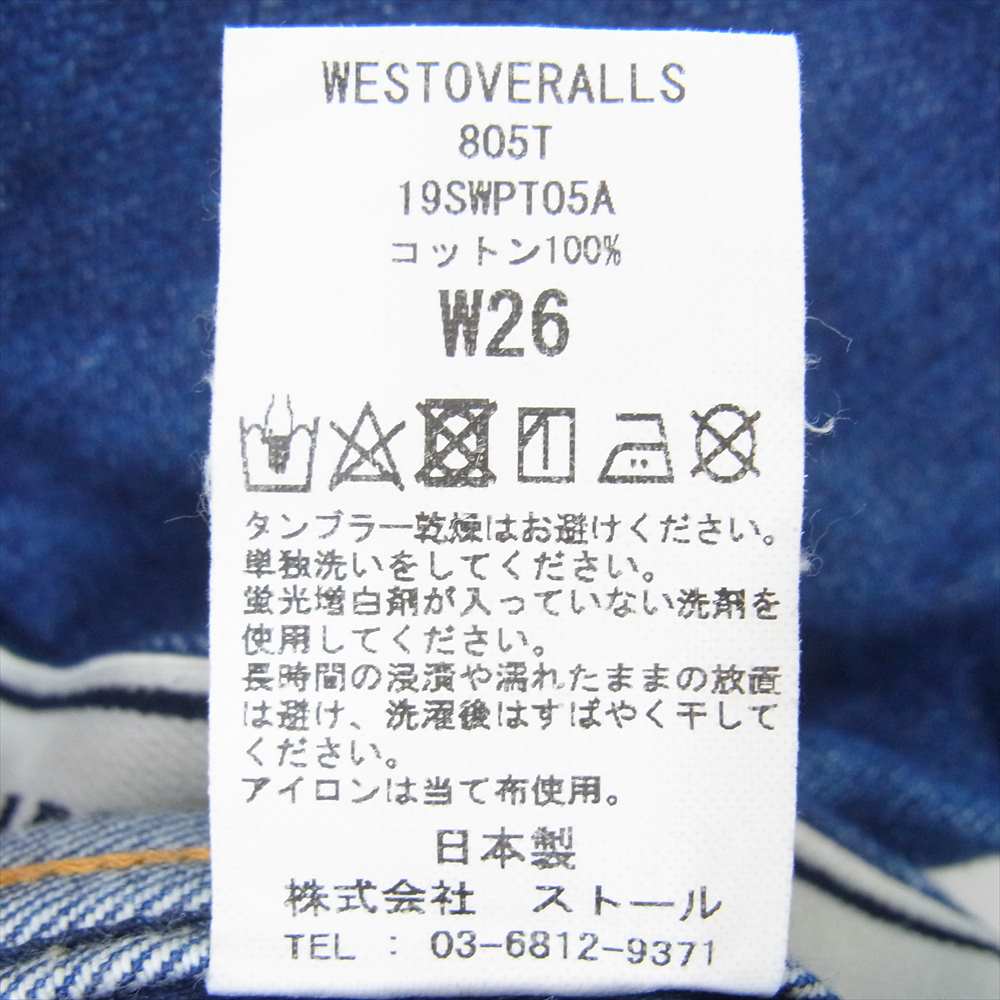 WESTOVERALLS
805T
19SWPT05A
コットン100%
W26
タンブラー乾燥はお避けください。
単独洗いをしてください。
蛍光増白剤が入っていない洗剤を
使用してください。
長時間の浸漬や濡れたままの放置
は避け、洗濯後はすばやく干して
ください。
アイロンは当て布使用。
日本製
株式会社 ストール
TEL : 03-6812-9371